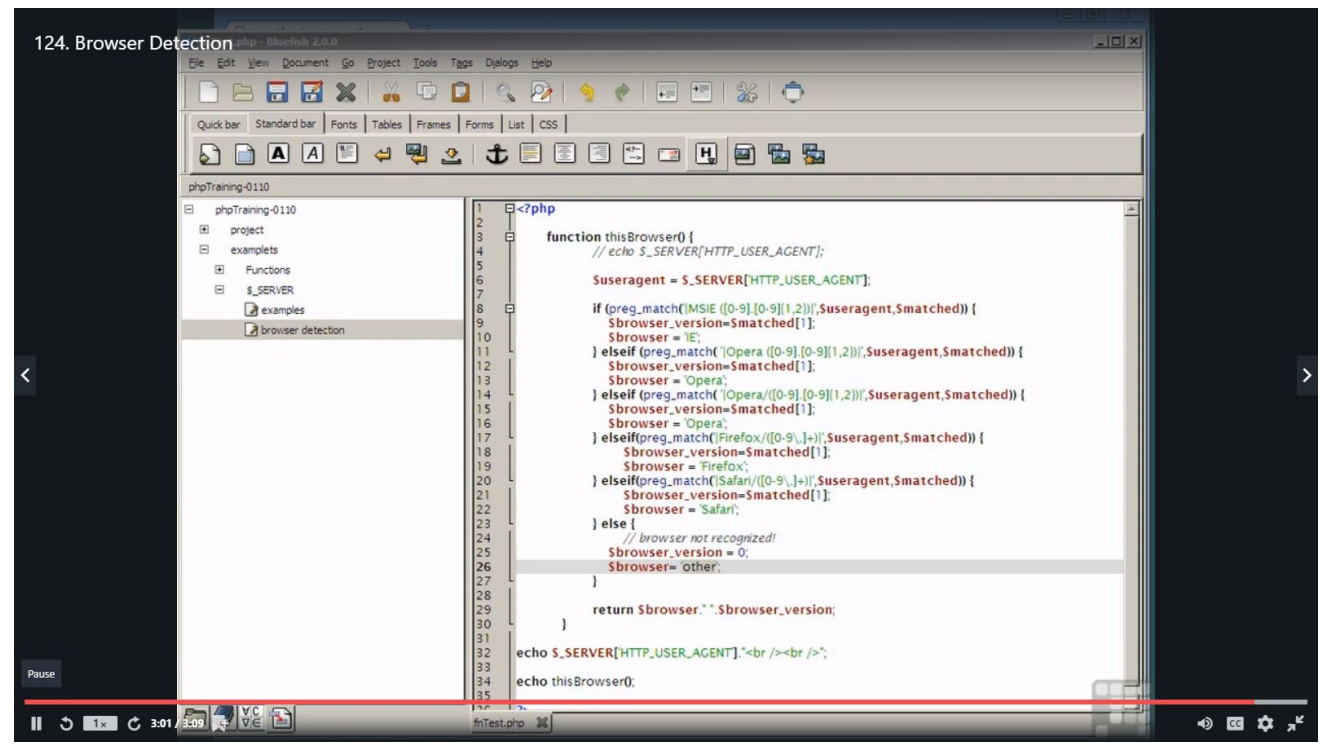 124. Browser Detection
.php - Bluefish 2.0.0
File Edit View Document Go Project Tools Tags Dialogs Help
Quick bar Standard bar Fonts Tables Frames Forms List CSS
phpTraining-0110
phpTraining-0110
project
examplets
Functions
$_SERVER
examples
browser detection
1 <?php
2
3 function thisBrowser() {
4 // echo $_SERVER['HTTP_USER_AGENT'];
5
6 $useragent = $_SERVER['HTTP_USER_AGENT'];
7
8 if (preg_match('|MSIE ([0-9].[0-9]{1,2})|',$useragent,$matched)) {
9 $browser_version=$matched[1];
10 $browser = 'IE';
11 } elseif (preg_match( '|Opera ([0-9].[0-9]{1,2})|',$useragent,$matched)) {
12 $browser_version=$matched[1];
13 $browser = 'Opera';
14 } elseif (preg_match( '|Opera/([0-9].[0-9]{1,2})|',$useragent,$matched)) {
15 $browser_version=$matched[1];
16 $browser = 'Opera';
17 } elseif(preg_match('|Firefox/([0-9\.]+)|',$useragent,$matched)) {
18 $browser_version=$matched[1];
19 $browser = 'Firefox';
20 } elseif(preg_match('|Safari/([0-9\.]+)|',$useragent,$matched)) {
21 $browser_version=$matched[1];
22 $browser = 'Safari';
23 } else {
24 // browser not recognized!
25 $browser_version = 0;
26 $browser= 'other';
27 }
28
29 return $browser." ".$browser_version;
30 }
31
32 echo $_SERVER['HTTP_USER_AGENT']."<br /><br />";
33
34 echo thisBrowser();
35
Pause
1x 3:01 / 3:09
fnTest.php
CC